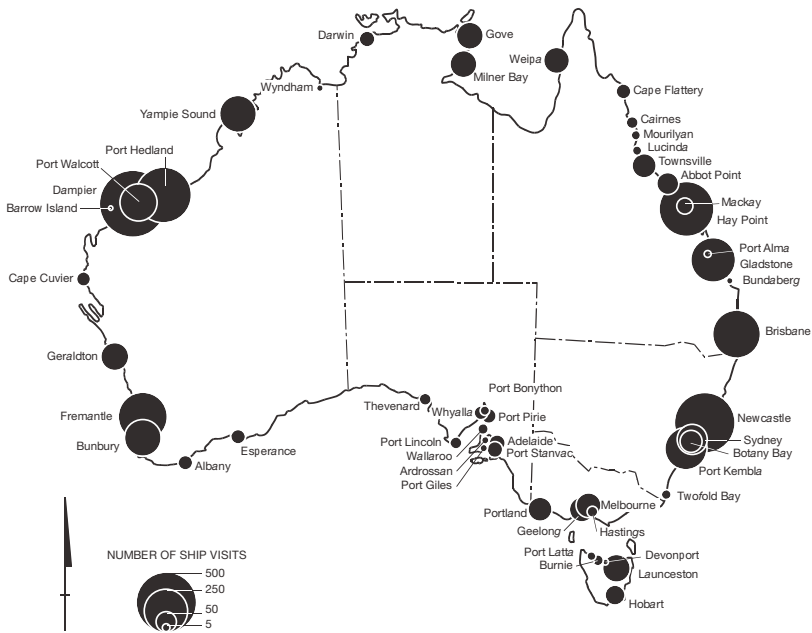 Darwin
Gove
Weipa
Milner Bay
Wyndham
Cape Flattery
Yampie Sound
Cairnes
Mourilyan
Lucinda
Port Hedland
Port Walcott
Townsville
Abbot Point
Dampier
Mackay
Barrow Island
Hay Point
Port Alma
Gladstone
Cape Cuvier
Bundaberg
Brisbane
Geraldton
Port Bonython
Thevenard
Whyalla
Port Pirie
Fremantle
Newcastle
Bunbury
Port Lincoln
Adelaide
Sydney
Esperance
Wallaroo
Port Stanvac
Botany Bay
Albany
Ardrossan
Port Kembla
Port Giles
Twofold Bay
Portland
Melbourne
Geelong
Hastings
NUMBER OF SHIP VISITS
500
250
50
5
Port Latta
Devonport
Burnie
Launceston
Hobart